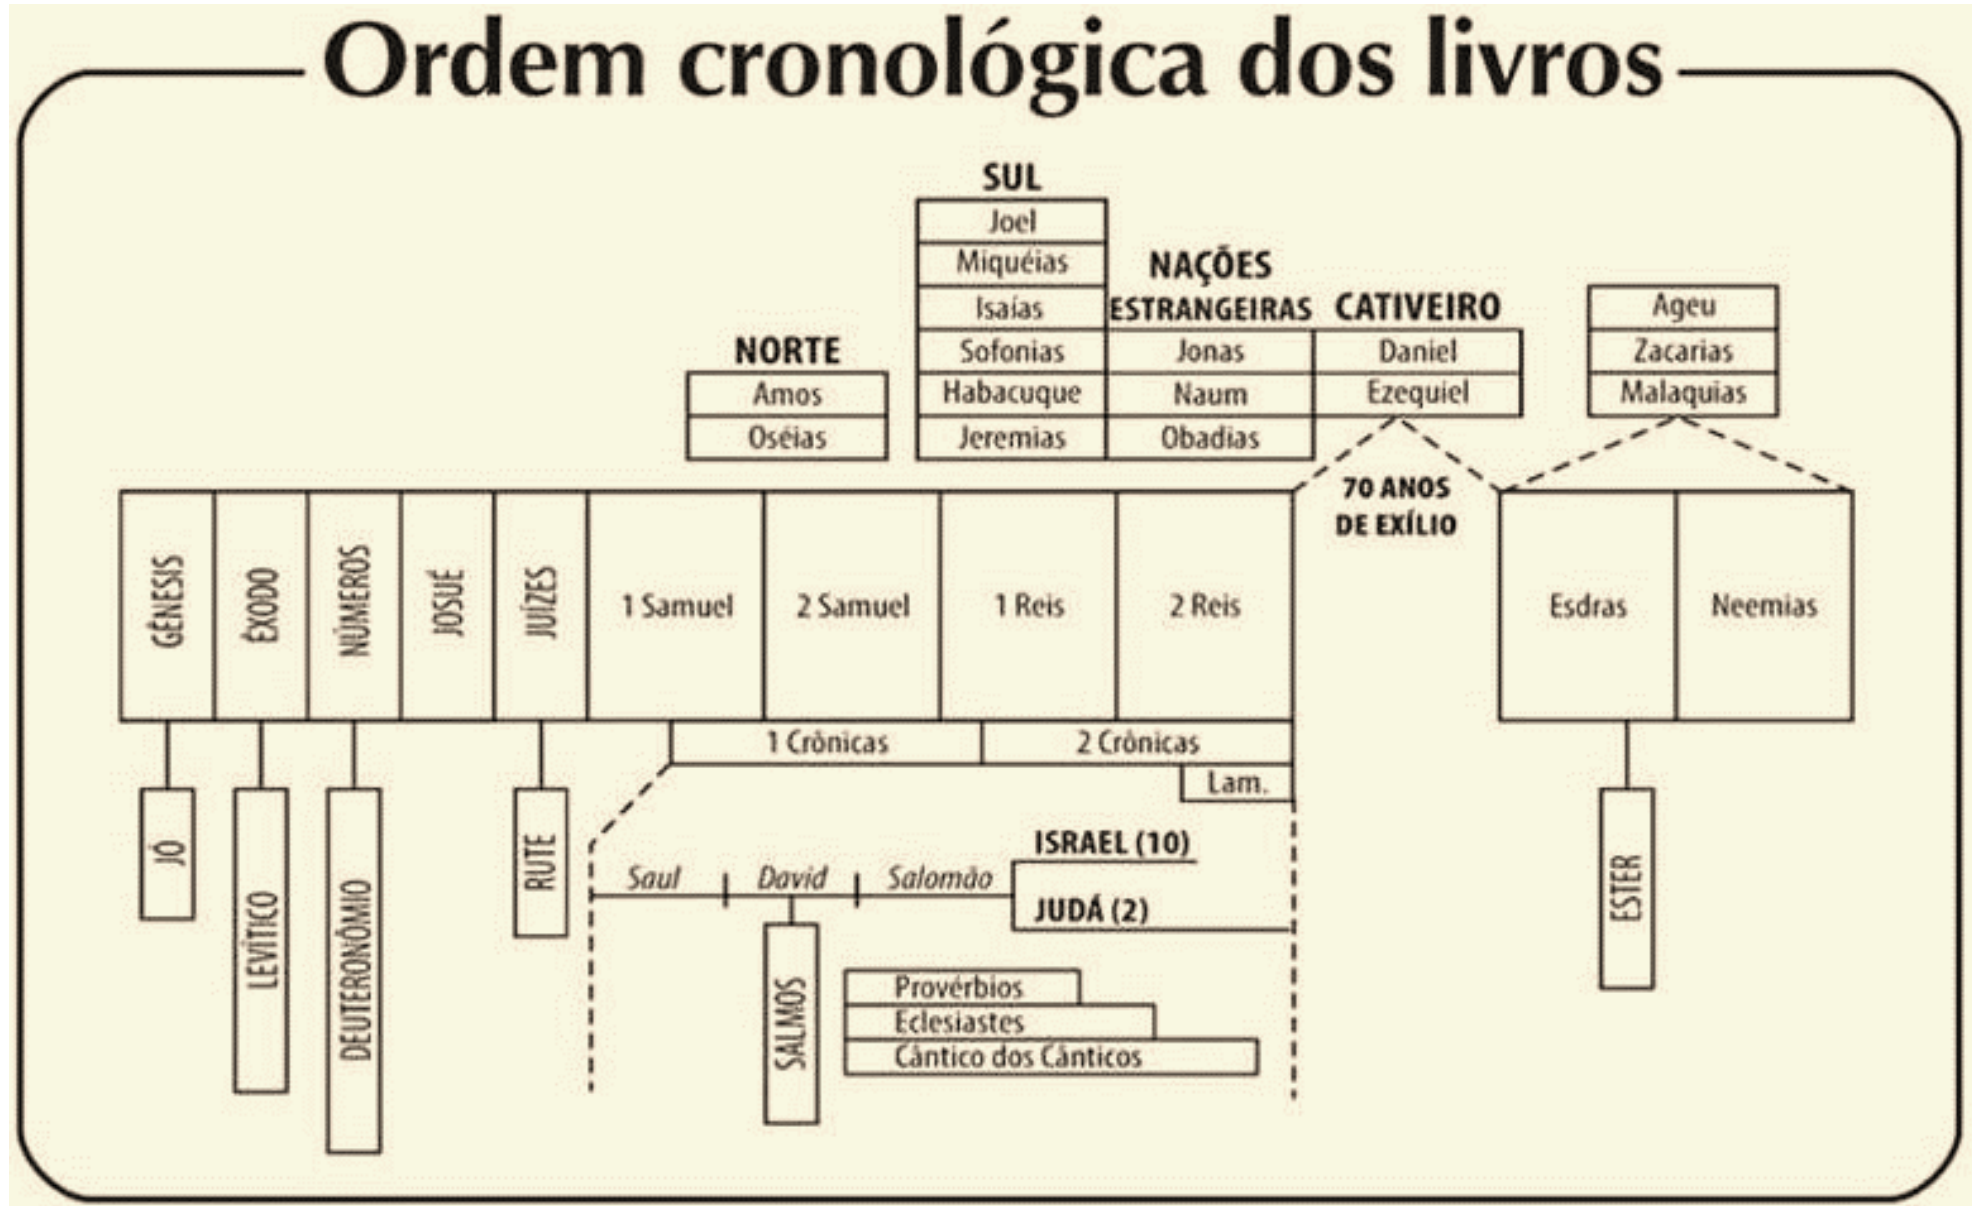 Ordem cronológica dos livros
SUL
Joel
Miquéias
Isaías
Sofonias
Habacuque
Jeremias
NAÇÕES
ESTRANGEIRAS
Jonas
Naum
Obadias
CATIVEIRO
Daniel
Ezequiel
Ageu
Zacarias
Malaquias
NORTE
Amos
Oséias
70 ANOS
DE EXÍLIO
GÊNESIS
ÊXODO
NÚMEROS
JOSUÉ
JUÍZES
1 Samuel
2 Samuel
1 Reis
2 Reis
Esdras
Neemias
1 Crônicas
2 Crônicas
Lam.
JÓ
LEVÍTICO
DEUTERONÔMIO
RUTE
Saul
David
Salomão
ISRAEL (10)
JUDÁ (2)
SALMOS
Provérbios
Eclesiastes
Cântico dos Cânticos
ESTER